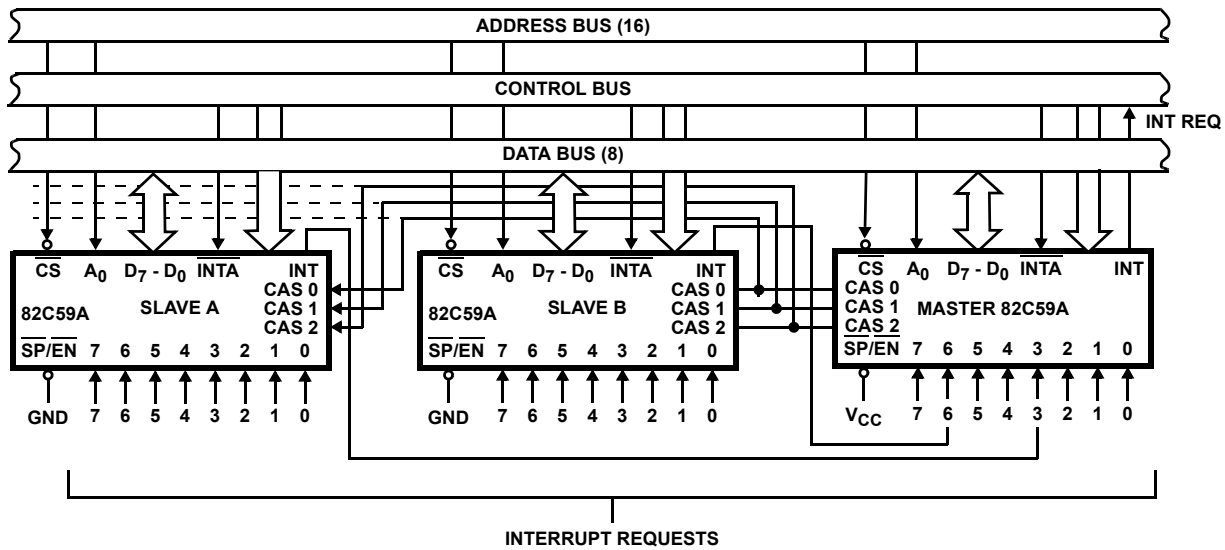 ADDRESS BUS (16)
CONTROL BUS
INT REQ
DATA BUS (8)
CS A0 D7 - D0 INTA INT
CAS 0
82C59A SLAVE A CAS 1
CAS 2
SP/EN 7 6 5 4 3 2 1 0
GND 7 6 5 4 3 2 1 0
CS A0 D7 - D0 INTA INT
CAS 0
82C59A SLAVE B CAS 1
CAS 2
SP/EN 7 6 5 4 3 2 1 0
GND 7 6 5 4 3 2 1 0
CS A0 D7 - D0 INTA INT
CAS 0
CAS 1 MASTER 82C59A
CAS 2
SP/EN 7 6 5 4 3 2 1 0
VCC 7 6 5 4 3 2 1 0
INTERRUPT REQUESTS